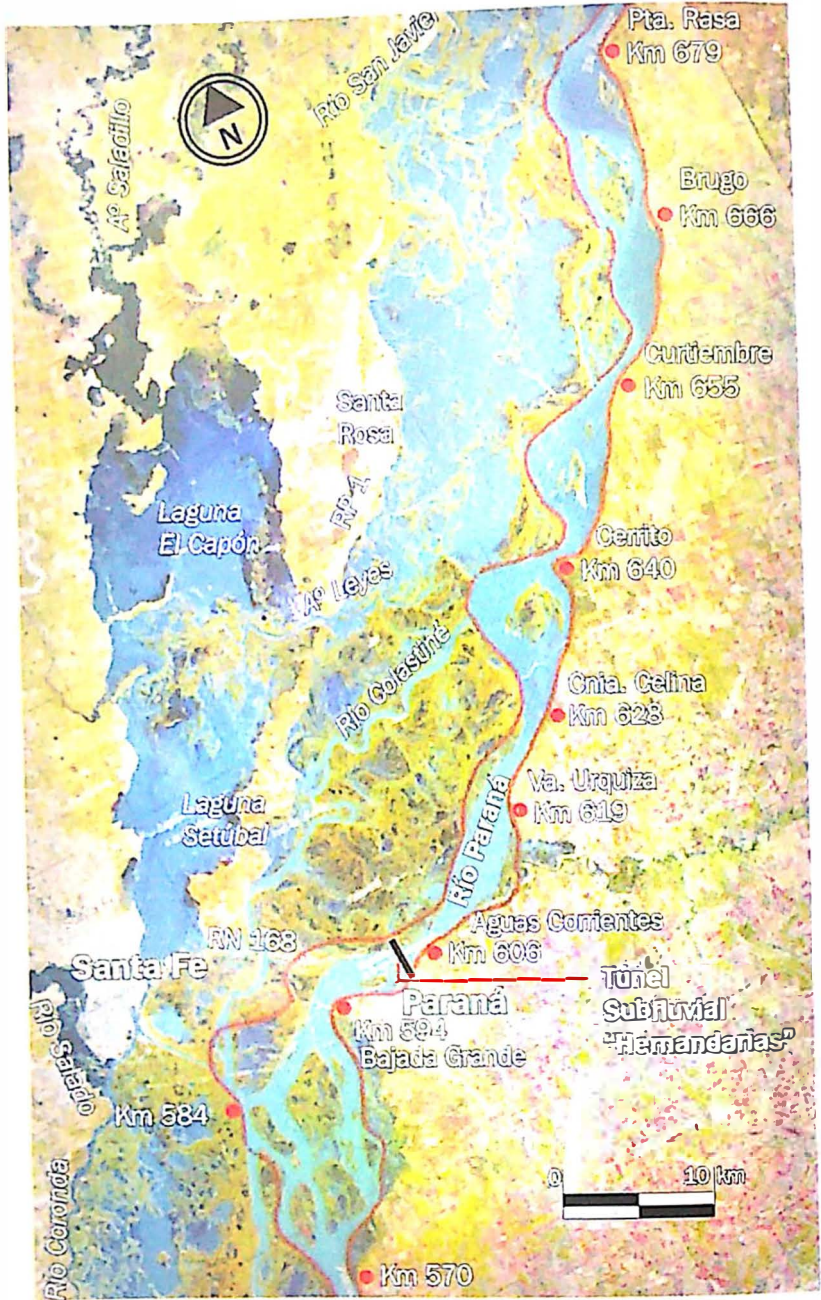 Pta. Rasa
Km 679
Río San Javier
N
Aº Saladillo
Brugo
Km 666
Curtiembre
Km 655
Santa
Rosa
RP 1
Laguna
El Capón
Cerrito
Km 640
Aº Leyes
Río Colastiné
Cnia. Celina
Km 628
Va. Urquiza
Km 619
Laguna
Setúbal
Río Paraná
RN 168
Aguas Corrientes
Km 606
Santa Fe
Tunel
Subfluvial
"Hernandarias"
Paraná
Km 594
Bajada Grande
Río Salado
Km 584
0 10 km
Río Coronda
Km 570